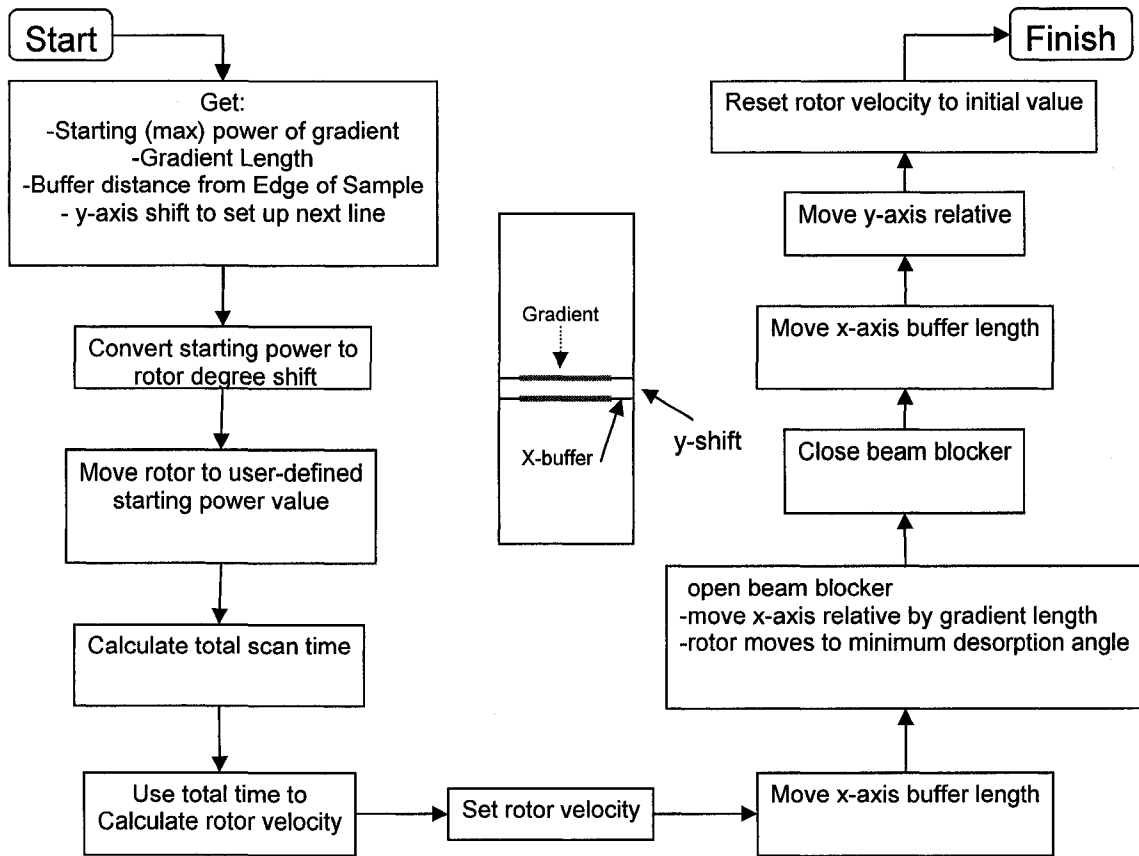 Start
Get:
-Starting (max) power of gradient
-Gradient Length
-Buffer distance from Edge of Sample
- y-axis shift to set up next line
Convert starting power to
rotor degree shift
Move rotor to user-defined
starting power value
Calculate total scan time
Use total time to
Calculate rotor velocity
Set rotor velocity
Move x-axis buffer length
open beam blocker
-move x-axis relative by gradient length
-rotor moves to minimum desorption angle
Close beam blocker
Move x-axis buffer length
Move y-axis relative
Reset rotor velocity to initial value
Finish
Gradient
X-buffer
y-shift